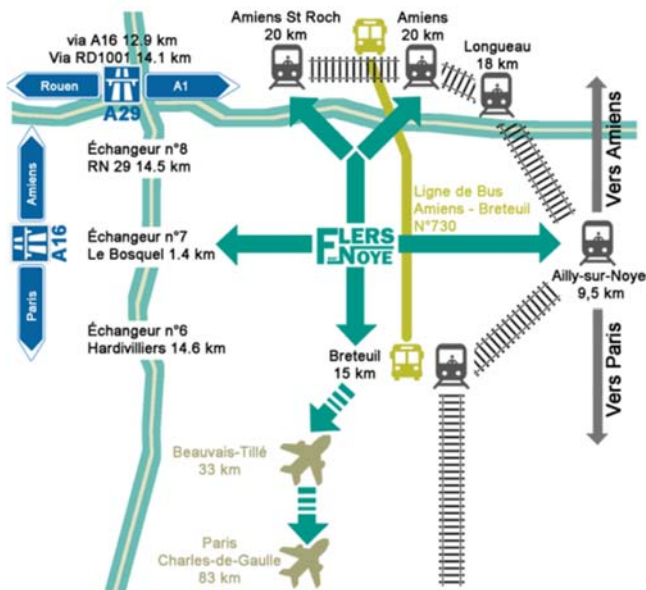 via A16 12.9 km
Via RD1001 14.1 km
Rouen
A1
A29
Amiens St Roch
20 km
Amiens
20 km
Longueau
18 km
Échangeur n°8
RN 29 14.5 km
Amiens
A16
Paris
Échangeur n°7
Le Bosquel 1.4 km
Échangeur n°6
Hardivilliers 14.6 km
FLERS
sur NOYE
Ligne de Bus
Amiens - Breteuil
N°730
Vers Amiens
Ailly-sur-Noye
9,5 km
Vers Paris
Breteuil
15 km
Beauvais-Tillé
33 km
Paris
Charles-de-Gaulle
83 km